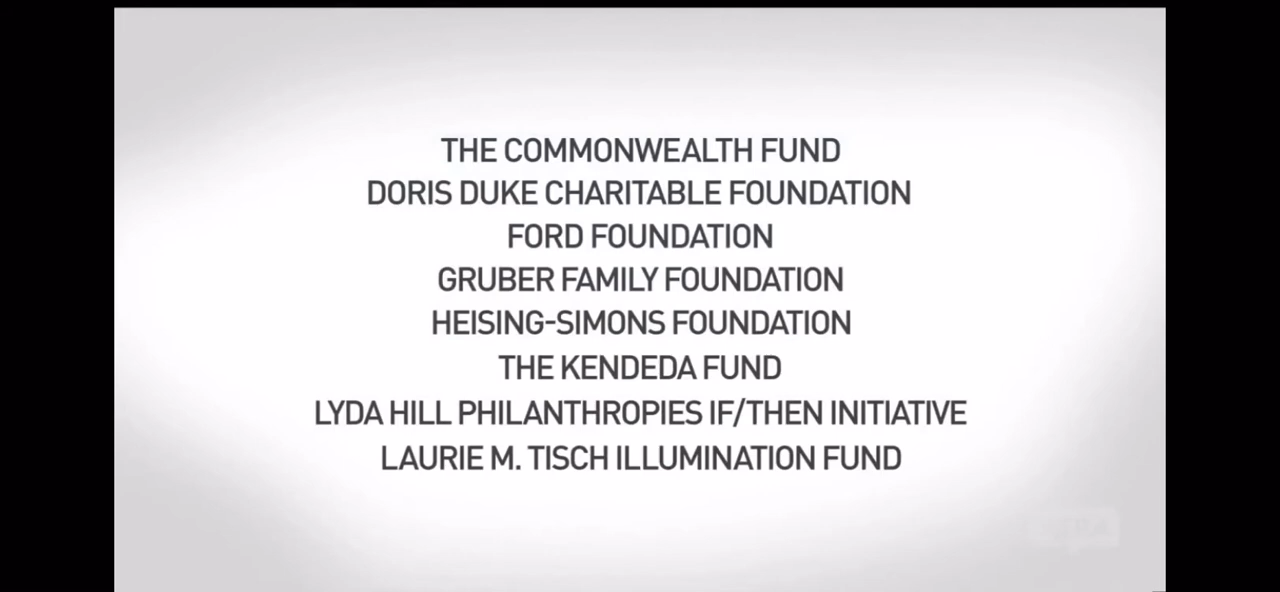 THE COMMONWEALTH FUND
DORIS DUKE CHARITABLE FOUNDATION
FORD FOUNDATION
GRUBER FAMILY FOUNDATION
HEISING-SIMONS FOUNDATION
THE KENDEDA FUND
LYDA HILL PHILANTHROPIES IF/THEN INITIATIVE
LAURIE M. TISCH ILLUMINATION FUND